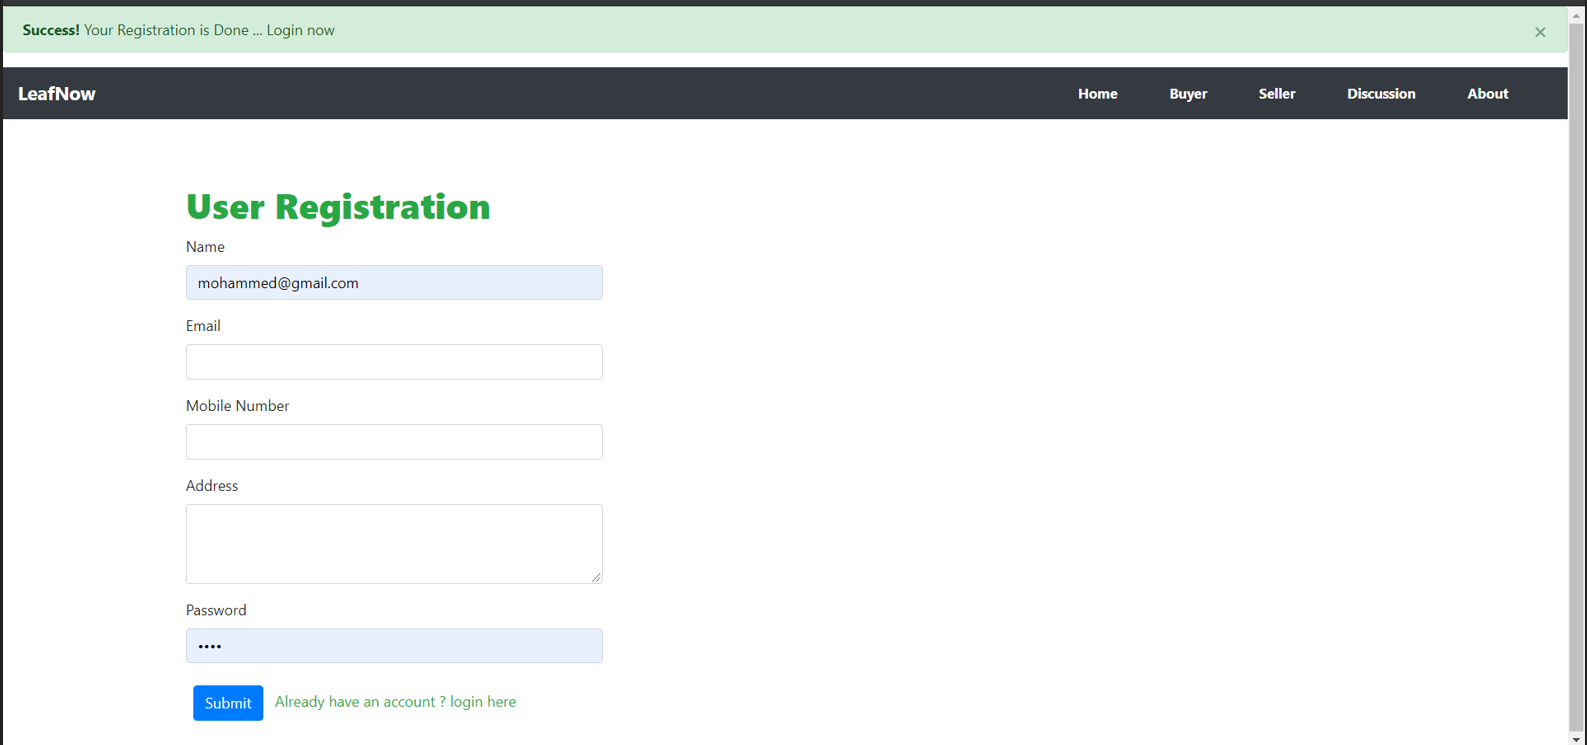 Success! Your Registration is Done ... Login now
×
LeafNow
Home Buyer Seller Discussion About
User Registration
Name
mohammed@gmail.com
Email
Mobile Number
Address
Password
••••
Submit Already have an account ? login here